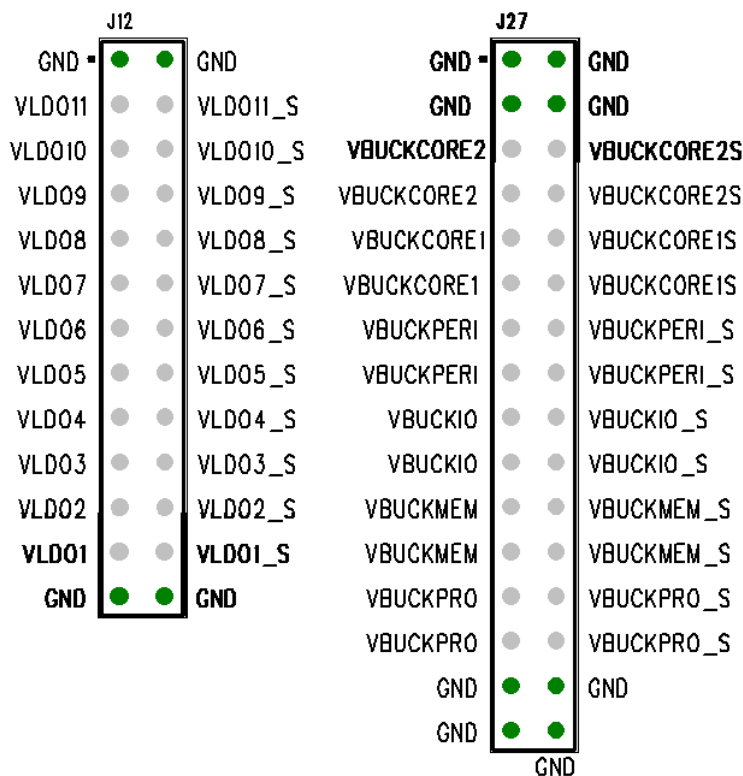 J12
GND GND
VLDO11 VLDO11_S
VLDO10 VLDO10_S
VLDO9 VLDO9_S
VLDO8 VLDO8_S
VLDO7 VLDO7_S
VLDO6 VLDO6_S
VLDO5 VLDO5_S
VLDO4 VLDO4_S
VLDO3 VLDO3_S
VLDO2 VLDO2_S
VLDO1 VLDO1_S
GND GND
J27
GND GND
GND GND
VBUCKCORE2 VBUCKCORE2S
VBUCKCORE2 VBUCKCORE2S
VBUCKCORE1 VBUCKCORE1S
VBUCKCORE1 VBUCKCORE1S
VBUCKPERI VBUCKPERI_S
VBUCKPERI VBUCKPERI_S
VBUCKIO VBUCKIO_S
VBUCKIO VBUCKIO_S
VBUCKMEM VBUCKMEM_S
VBUCKMEM VBUCKMEM_S
VBUCKPRO VBUCKPRO_S
VBUCKPRO VBUCKPRO_S
GND GND
GND
GND